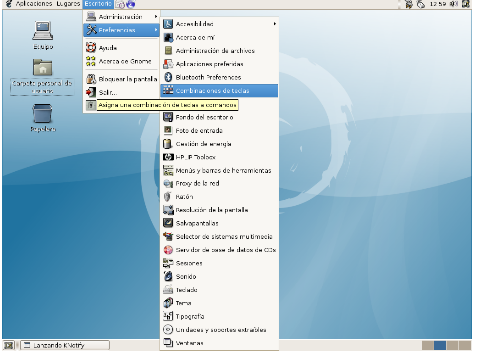 Aplicaciones Lugares Escritorio
12:59
Administración
Preferencias
Ayuda
Acerca de Gnome
Bloquear la pantalla
Salir...
Asigna una combinación de teclas a comandos
Accesibilidad
Acerca de mí
Administración de archivos
Aplicaciones preferidas
Bluetooth Preferences
Combinaciones de teclas
Fondo del escritorio
Foto de entrada
Gestión de energía
HPLIP Toolbox
Menús y barras de herramientas
Proxy de la red
Ratón
Resolución de la pantalla
Salvapantallas
Selector de sistemas multimedia
Servidor de base de datos de CDs
Sesiones
Sonido
Teclado
Tema
Tipografía
Unidades y soportes extraíbles
Ventanas
Equipo
Carpeta personal de
Papelera
Lanzando KNotify